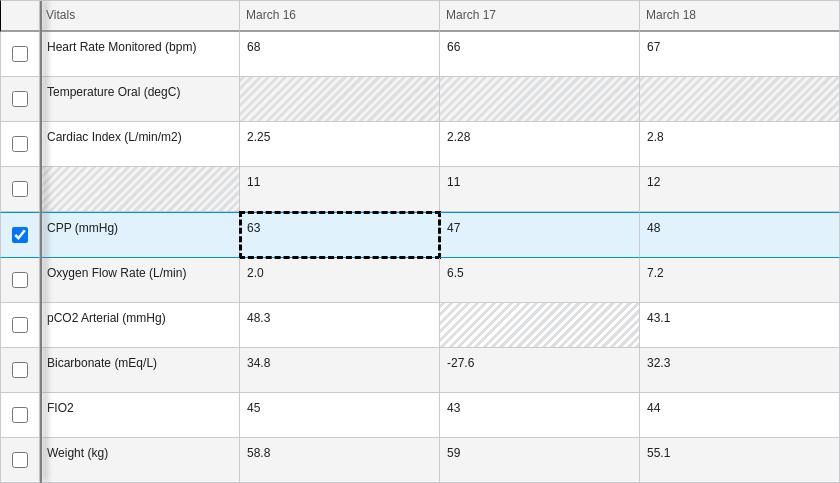 Vitals March 16 March 17 March 18
Heart Rate Monitored (bpm) 68 66 67
Temperature Oral (degC)
Cardiac Index (L/min/m2) 2.25 2.28 2.8
11 11 12
CPP (mmHg) 63 47 48
Oxygen Flow Rate (L/min) 2.0 6.5 7.2
pCO2 Arterial (mmHg) 48.3 43.1
Bicarbonate (mEq/L) 34.8 -27.6 32.3
FIO2 45 43 44
Weight (kg) 58.8 59 55.1